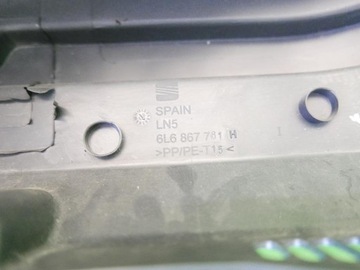 SPAIN
LN5
6L6 867 781 H
>PP/PE-T15<